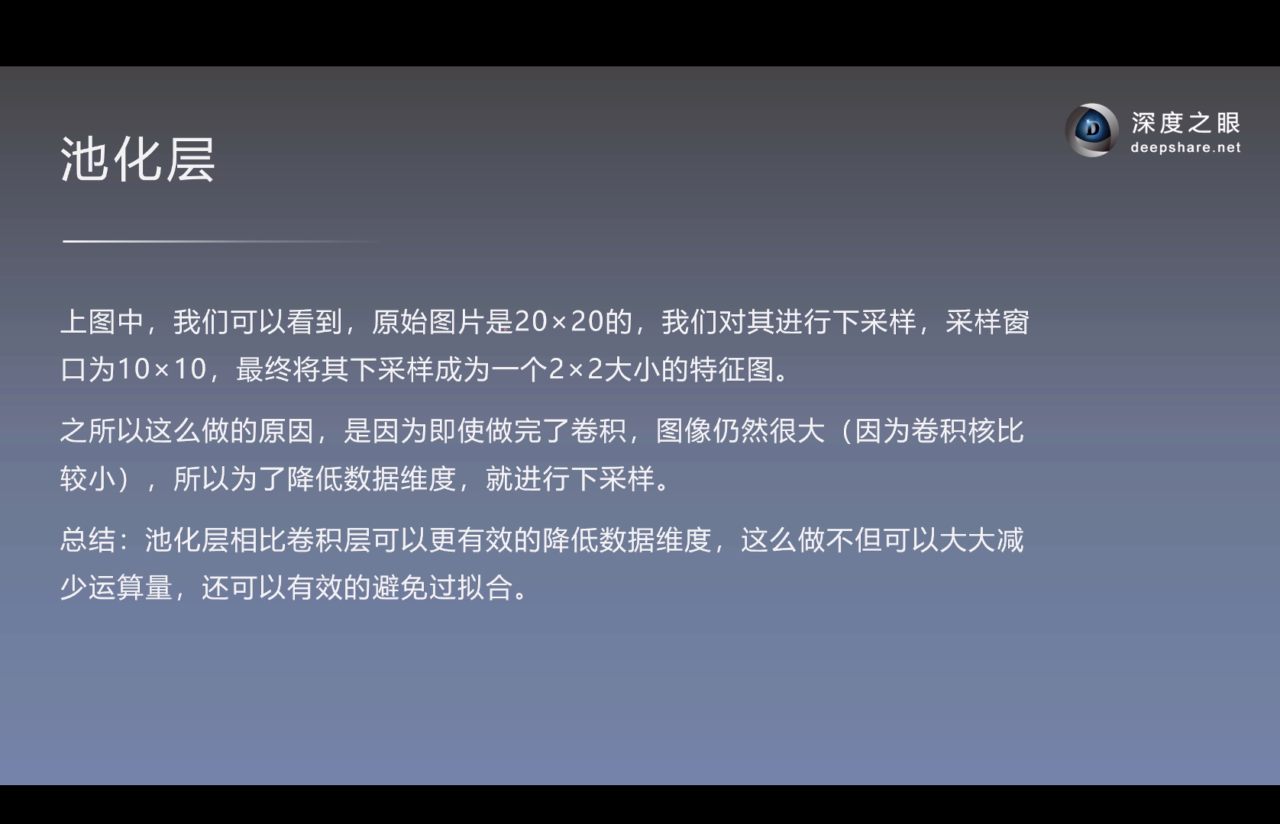 深度之眼
deepshare.net
池化层
上图中，我们可以看到，原始图片是20×20的，我们对其进行下采样，采样窗
口为10×10，最终将其下采样成为一个2×2大小的特征图。
之所以这么做的原因，是因为即使做完了卷积，图像仍然很大（因为卷积核比
较小），所以为了降低数据维度，就进行下采样。
总结：池化层相比卷积层可以更有效的降低数据维度，这么做不但可以大大减
少运算量，还可以有效的避免过拟合。